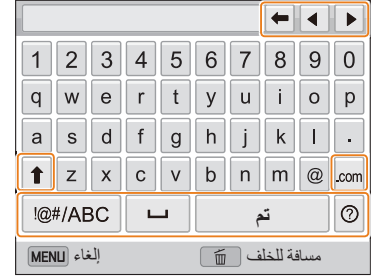 1 2 3 4 5 6 7 8 9 0
q w e r t y u i o p
a s d f g h j k l .
z x c v b n m @ .com
!@#/ABC تم ?
مسافة للخلف إلغاء MENU